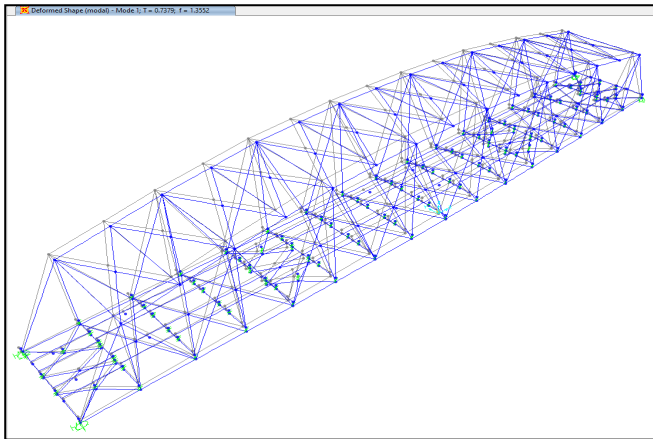 Deformed Shape (modal) - Mode 1; T = 0.7379; f = 1.3552